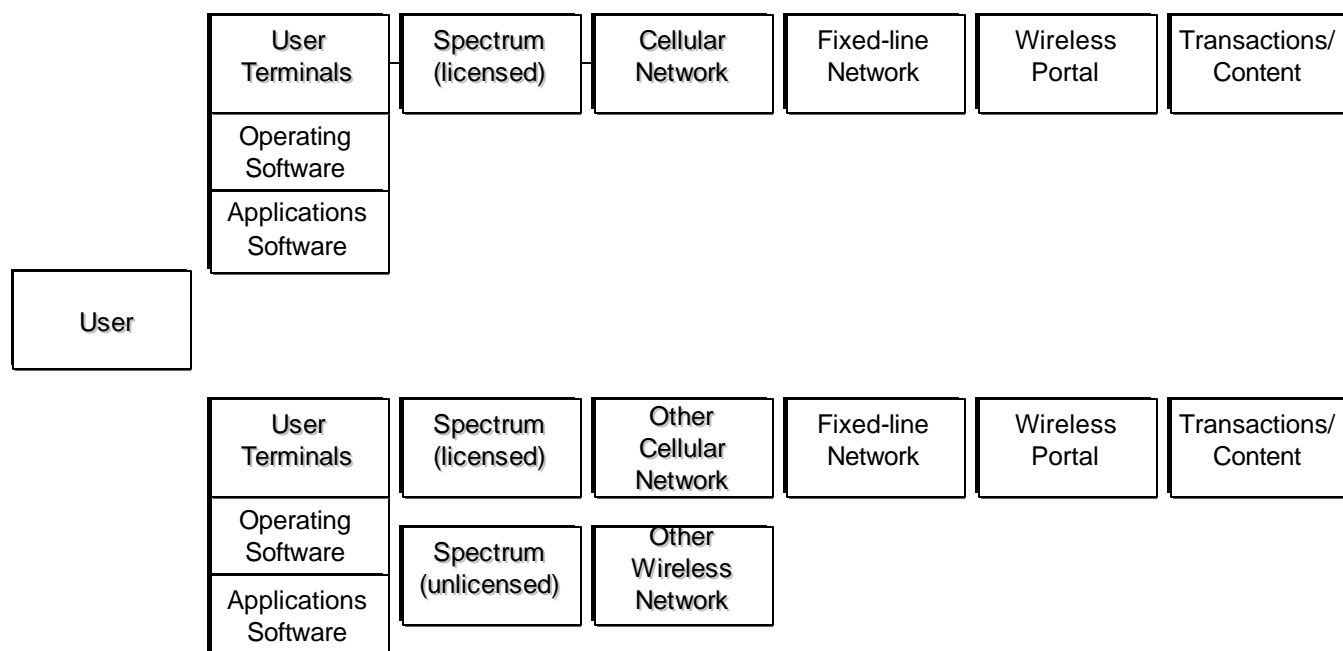 User
Terminals
Spectrum
(licensed)
Cellular
Network
Fixed-line
Network
Wireless
Portal
Transactions/
Content
Operating
Software
Applications
Software
User
User
Terminals
Spectrum
(licensed)
Other
Cellular
Network
Fixed-line
Network
Wireless
Portal
Transactions/
Content
Operating
Software
Spectrum
(unlicensed)
Other
Wireless
Network
Applications
Software